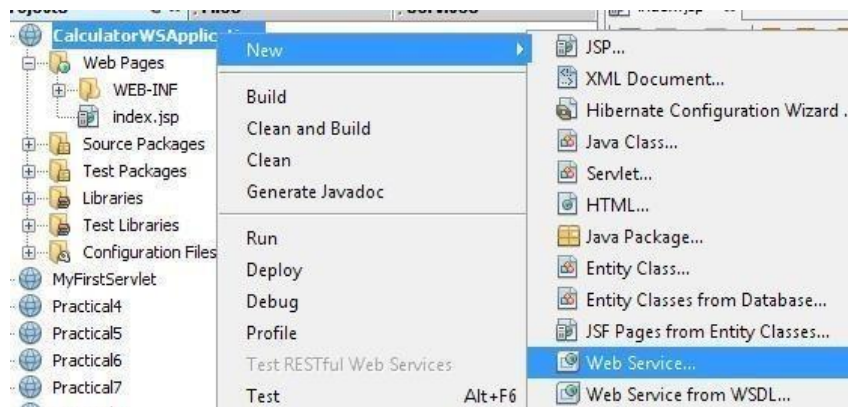 CalculatorWSApplic
Web Pages
WEB-INF
index.jsp
Source Packages
Test Packages
Libraries
Test Libraries
Configuration Files
MyFirstServlet
Practical4
Practical5
Practical6
Practical7
New
Build
Clean and Build
Clean
Generate Javadoc
Run
Deploy
Debug
Profile
Test RESTful Web Services
Test Alt+F6
JSP...
XML Document...
Hibernate Configuration Wizard .
Java Class...
Servlet...
HTML...
Java Package...
Entity Class...
Entity Classes from Database...
JSF Pages from Entity Classes...
Web Service...
Web Service from WSDL...